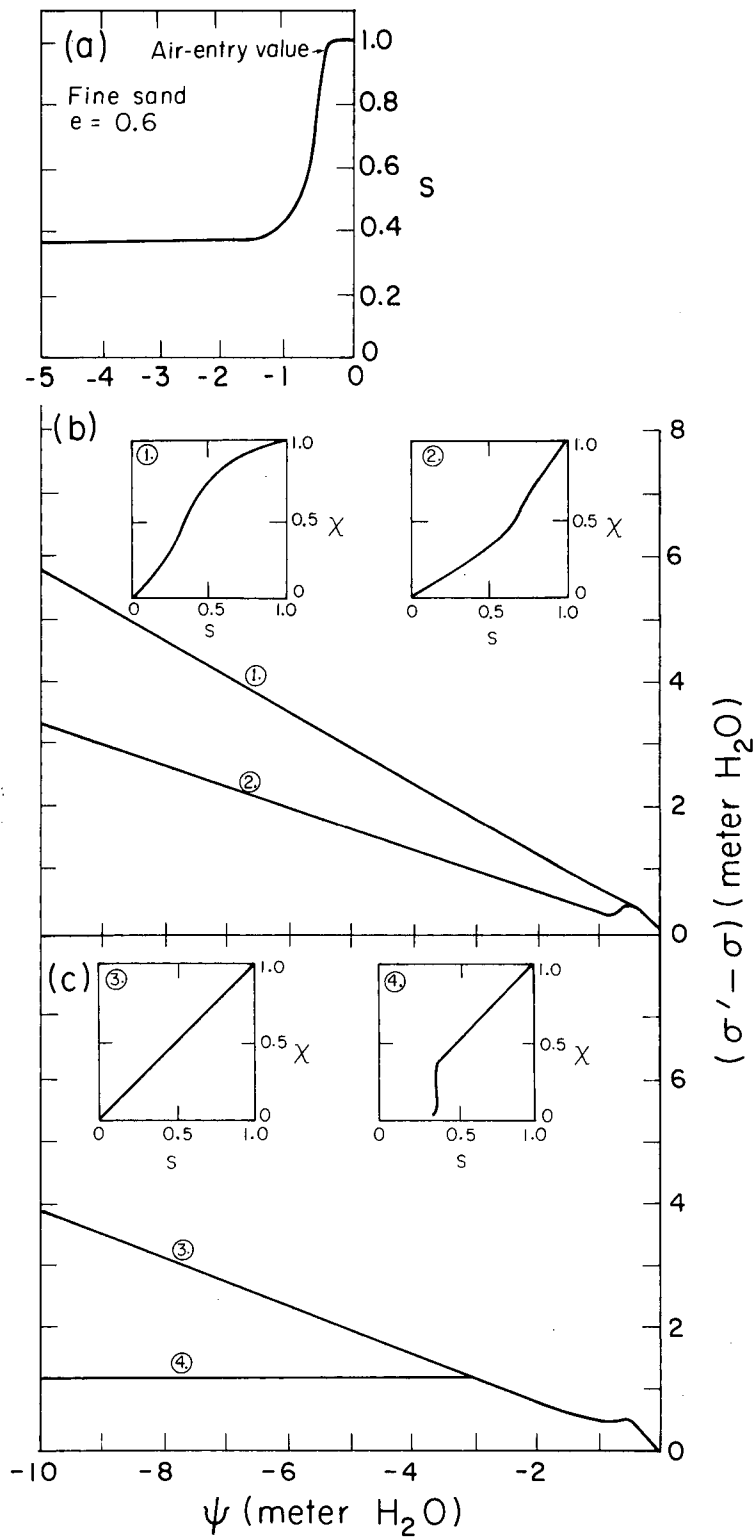 (a)
Air-entry value
Fine sand
e = 0.6
1.0
0.8
0.6
S
0.4
0.2
0
-5 -4 -3 -2 -1 0
(b)
8
①.
1.0
0.5
χ
0
0 0.5 1.0
S
②.
1.0
0.5
χ
0
0 0.5 1.0
S
6
①.
4
②.
2
0
(σ′−σ) (meter H₂O)
(c)
③.
1.0
0.5
χ
0
0 0.5 1.0
S
④.
1.0
0.5
χ
0
0 0.5 1.0
S
6
4
③.
2
④.
0
-10 -8 -6 -4 -2
ψ (meter H₂O)